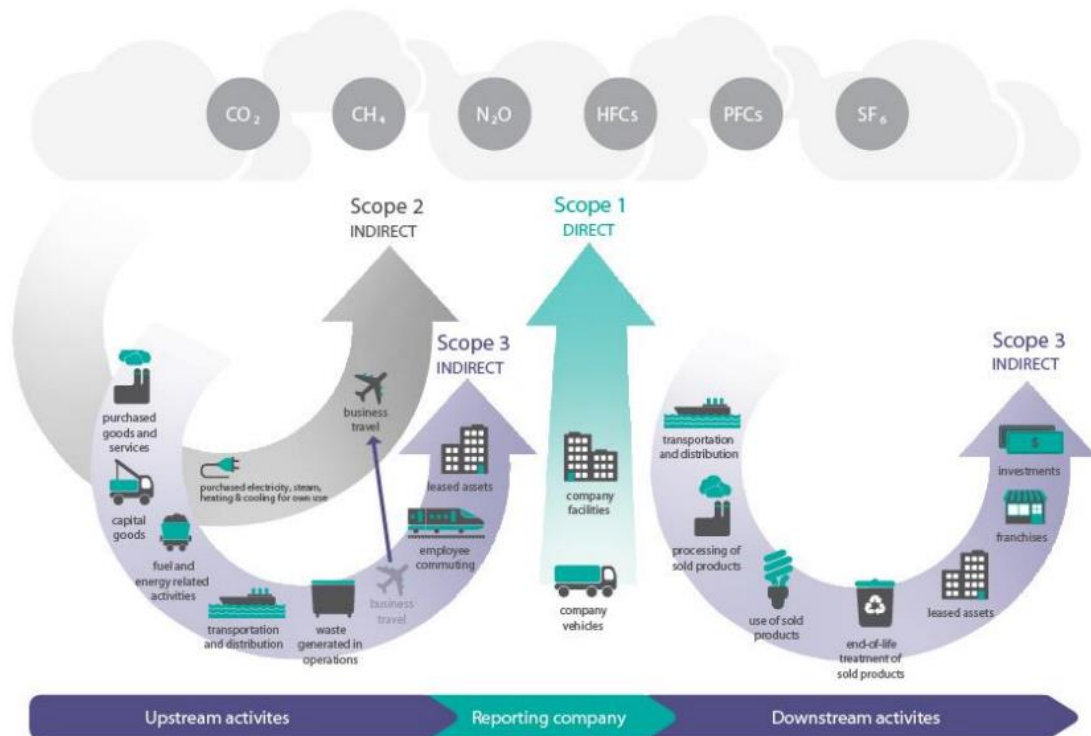 CO₂
CH₄
N₂O
HFCs
PFCs
SF₆
Scope 2
INDIRECT
Scope 1
DIRECT
Scope 3
INDIRECT
Scope 3
INDIRECT
purchased
goods and
services
capital
goods
fuel and
energy related
activities
purchased electricity, steam,
heating & cooling for own use
business
travel
transportation
and distribution
waste
generated in
operations
business
travel
employee
commuting
leased assets
company
facilities
company
vehicles
transportation
and distribution
processing of
sold products
use of sold
products
end-of-life
treatment of
sold products
leased assets
franchises
investments
$
Upstream activites
Reporting company
Downstream activites